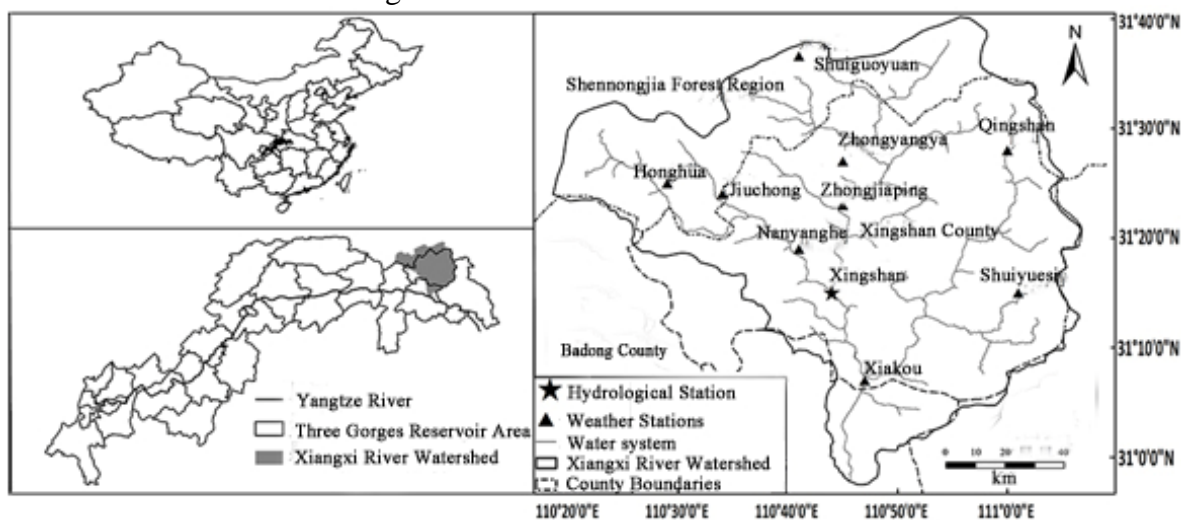 Yangtze River
Three Gorges Reservoir Area
Xiangxi River Watershed
N
Shuiguoyuan
Shennongjia Forest Region
Zhongyangya
Qingshan
Honghua
Jiuchong
Zhongjiaping
Nanyanghe
Xingshan County
Xingshan
Shuiyuesi
Badong County
Xiakou
Hydrological Station
Weather Stations
Water system
Xiangxi River Watershed
County Boundaries
km
31°40'0"N
31°30'0"N
31°20'0"N
31°10'0"N
31°0'0"N
110°20'0"E
110°30'0"E
110°40'0"E
110°50'0"E
111°0'0"E